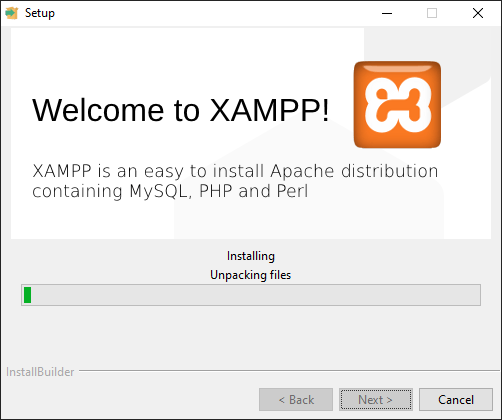 Setup
Welcome to XAMPP!
XAMPP is an easy to install Apache distribution
containing MySQL, PHP and Perl
Installing
Unpacking files
InstallBuilder
< Back
Next >
Cancel